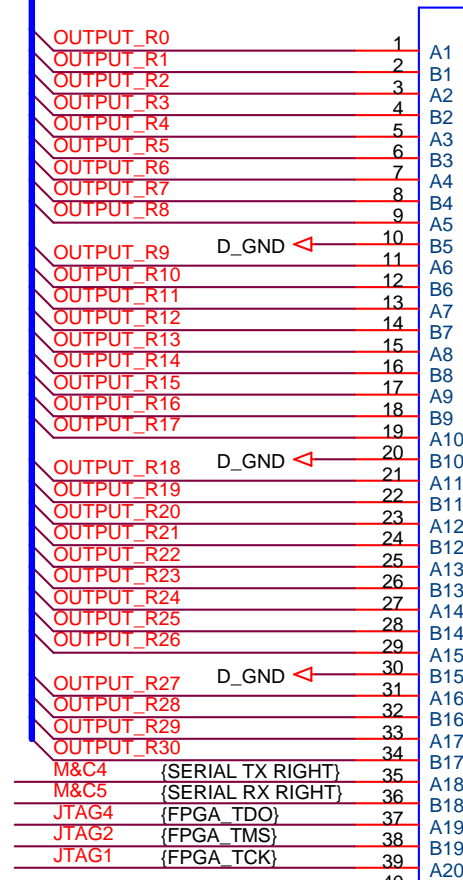 OUTPUT_R0 1 A1
OUTPUT_R1 2 B1
OUTPUT_R2 3 A2
OUTPUT_R3 4 B2
OUTPUT_R4 5 A3
OUTPUT_R5 6 B3
OUTPUT_R6 7 A4
OUTPUT_R7 8 B4
OUTPUT_R8 9 A5
D_GND 10 B5
OUTPUT_R9 11 A6
OUTPUT_R10 12 B6
OUTPUT_R11 13 A7
OUTPUT_R12 14 B7
OUTPUT_R13 15 A8
OUTPUT_R14 16 B8
OUTPUT_R15 17 A9
OUTPUT_R16 18 B9
OUTPUT_R17 19 A10
D_GND 20 B10
OUTPUT_R18 21 A11
OUTPUT_R19 22 B11
OUTPUT_R20 23 A12
OUTPUT_R21 24 B12
OUTPUT_R22 25 A13
OUTPUT_R23 26 B13
OUTPUT_R24 27 A14
OUTPUT_R25 28 B14
OUTPUT_R26 29 A15
D_GND 30 B15
OUTPUT_R27 31 A16
OUTPUT_R28 32 B16
OUTPUT_R29 33 A17
OUTPUT_R30 34 B17
M&C4 {SERIAL TX RIGHT} 35 A18
M&C5 {SERIAL RX RIGHT} 36 B18
JTAG4 {FPGA_TDO} 37 A19
JTAG2 {FPGA_TMS} 38 B19
JTAG1 {FPGA_TCK} 39 A20